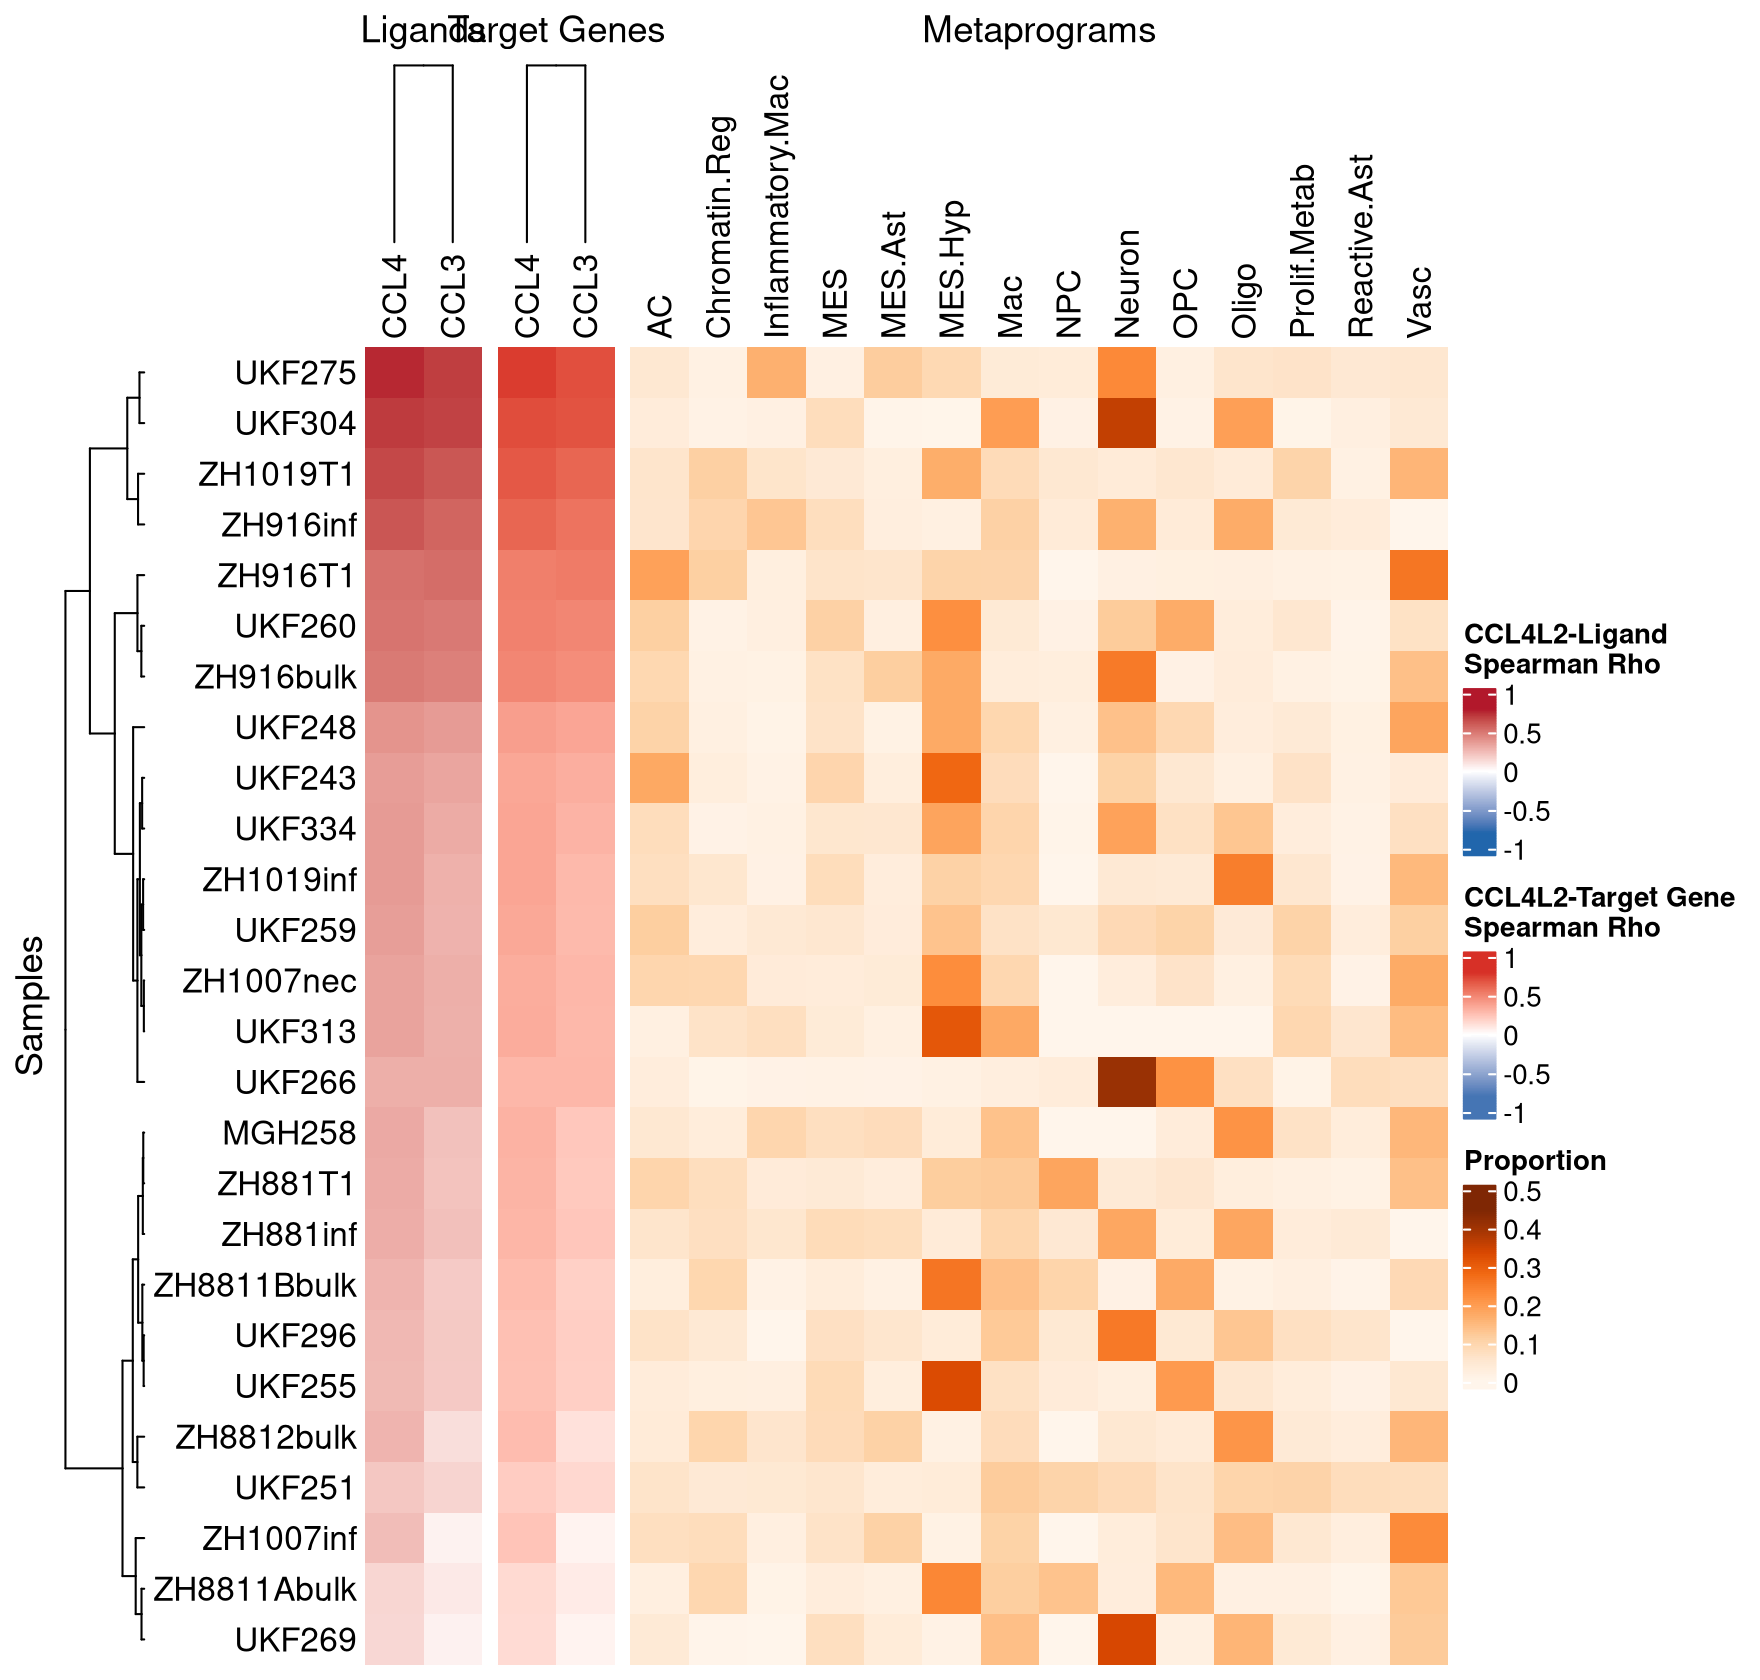 Ligands Target Genes Metaprograms
CCL4 CCL3 CCL4 CCL3 AC Chromatin.Reg Inflammatory.Mac MES MES.Ast MES.Hyp Mac NPC Neuron OPC Oligo Prolif.Metab Reactive.Ast Vasc
Samples
UKF275
UKF304
ZH1019T1
ZH916inf
ZH916T1
UKF260
ZH916bulk
UKF248
UKF243
UKF334
ZH1019inf
UKF259
ZH1007nec
UKF313
UKF266
MGH258
ZH881T1
ZH881inf
ZH8811Bbulk
UKF296
UKF255
ZH8812bulk
UKF251
ZH1007inf
ZH8811Abulk
UKF269
CCL4L2-Ligand
Spearman Rho
1
0.5
0
-0.5
-1
CCL4L2-Target Gene
Spearman Rho
1
0.5
0
-0.5
-1
Proportion
0.5
0.4
0.3
0.2
0.1
0